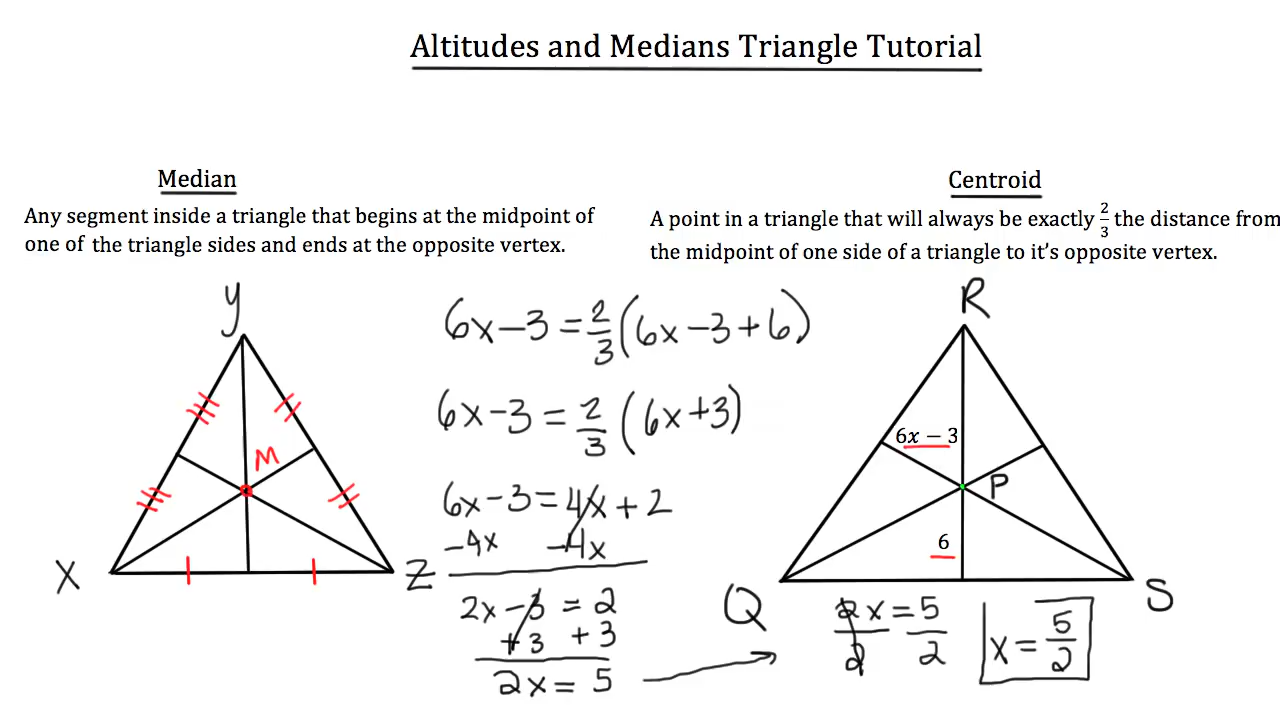 Altitudes and Medians Triangle Tutorial
Median
Any segment inside a triangle that begins at the midpoint of
one of the triangle sides and ends at the opposite vertex.
Centroid
A point in a triangle that will always be exactly 2/3 the distance from
the midpoint of one side of a triangle to it's opposite vertex.
Y
M
X
Z
6x-3=2/3(6x-3+6)
6x-3=2/3(6x+3)
6x-3=4x+2
-4x -4x
2x-3=2
+3 +3
2x=5
R
6x − 3
P
6
Q
S
2x/2=5/2
x=5/2